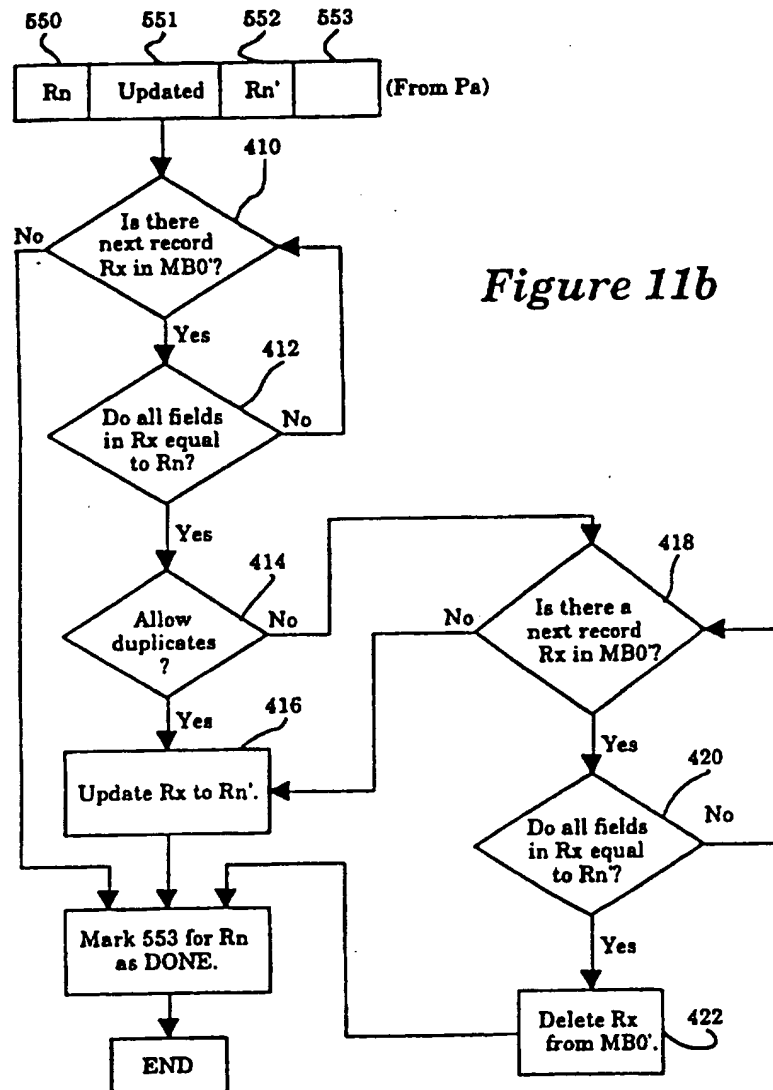 550 551 552 553
Rn Updated Rn' (From Pa)
410
Is there
next record
Rx in MB0'?
No
Yes
Figure 11b
412
Do all fields
in Rx equal
to Rn?
No
Yes
414
Allow
duplicates
?
No
Yes
416
Update Rx to Rn'.
418
Is there a
next record
Rx in MB0'?
No
Yes
420
Do all fields
in Rx equal
to Rn'?
No
Yes
Delete Rx
from MB0'.
422
Mark 553 for Rn
as DONE.
END